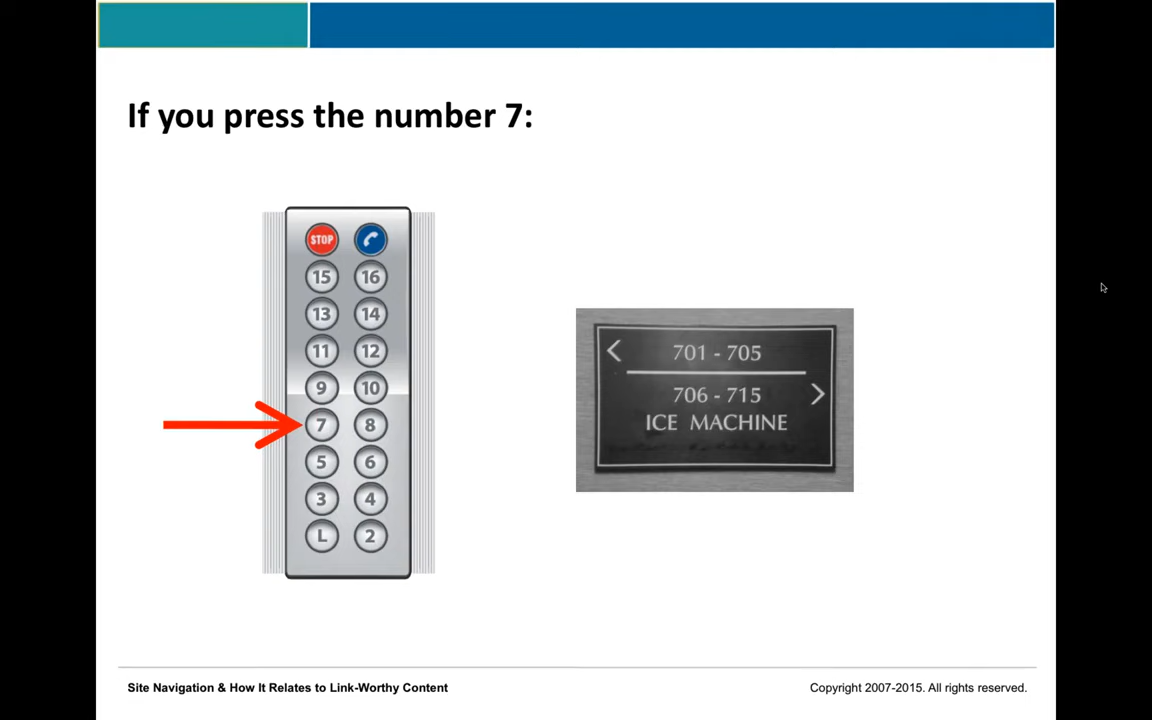 If you press the number 7:
STOP
15 16
13 14
11 12
9 10
7 8
5 6
3 4
L 2
701 - 705
706 - 715
ICE MACHINE
Site Navigation & How It Relates to Link-Worthy Content
Copyright 2007-2015. All rights reserved.